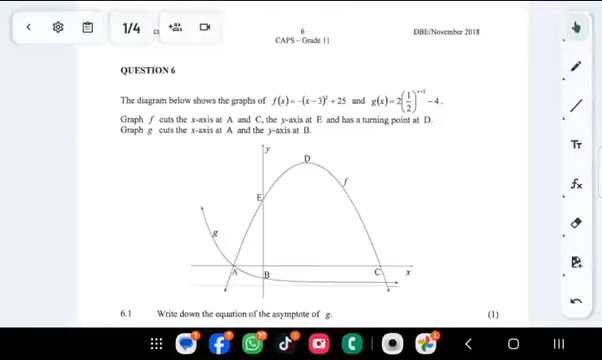 1/4
6
CAPS – Grade 11
DBE/November 2018
QUESTION 6
The diagram below shows the graphs of f(x) = –(x – 3)² + 25 and g(x) = 2(1/2)^(x+1) – 4.
Graph f cuts the x-axis at A and C, the y-axis at E and has a turning point at D.
Graph g cuts the x-axis at A and the y-axis at B.
y
D
f
E
g
A
B
C
x
6.1 Write down the equation of the asymptote of g. (1)
Tт
fx